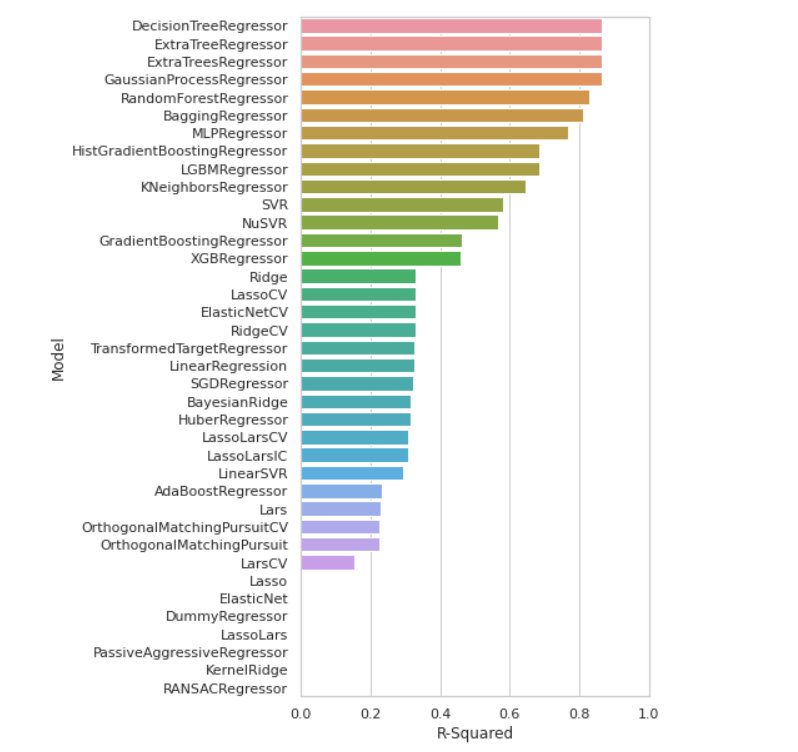 DecisionTreeRegressor
ExtraTreeRegressor
ExtraTreesRegressor
GaussianProcessRegressor
RandomForestRegressor
BaggingRegressor
MLPRegressor
HistGradientBoostingRegressor
LGBMRegressor
KNeighborsRegressor
SVR
NuSVR
GradientBoostingRegressor
XGBRegressor
Ridge
LassoCV
ElasticNetCV
RidgeCV
Model
TransformedTargetRegressor
LinearRegression
SGDRegressor
BayesianRidge
HuberRegressor
LassoLarsCV
LassoLarsIC
LinearSVR
AdaBoostRegressor
Lars
OrthogonalMatchingPursuitCV
OrthogonalMatchingPursuit
LarsCV
Lasso
ElasticNet
DummyRegressor
LassoLars
PassiveAggressiveRegressor
KernelRidge
RANSACRegressor
0.0 0.2 0.4 0.6 0.8 1.0
R-Squared